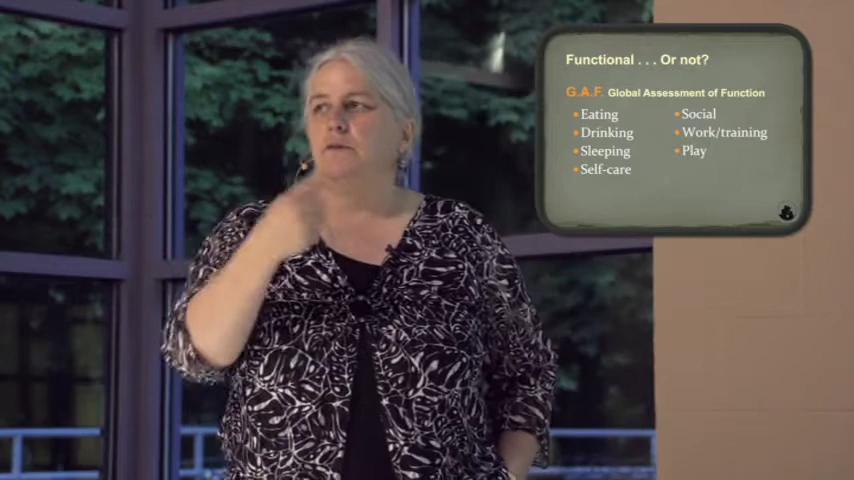 Functional . . . Or not?
G.A.F. Global Assessment of Function
• Eating
• Drinking
• Sleeping
• Self-care
• Social
• Work/training
• Play